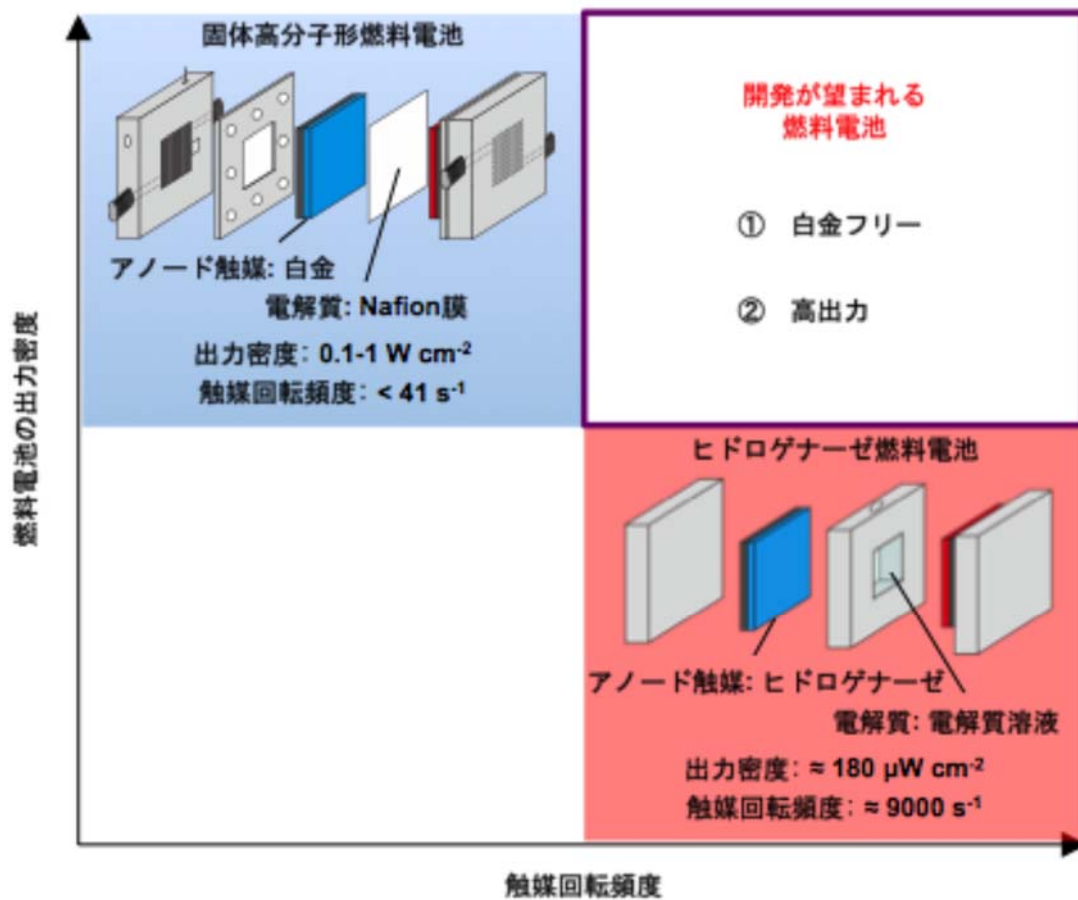 燃料電池の出力密度
固体高分子形燃料電池
アノード触媒: 白金
電解質: Nafion膜
出力密度: 0.1-1 W cm-2
触媒回転頻度: < 41 s-1
開発が望まれる
燃料電池
① 白金フリー
② 高出力
ヒドロゲナーゼ燃料電池
アノード触媒: ヒドロゲナーゼ
電解質: 電解質溶液
出力密度: ≈ 180 μW cm-2
触媒回転頻度: ≈ 9000 s-1
触媒回転頻度